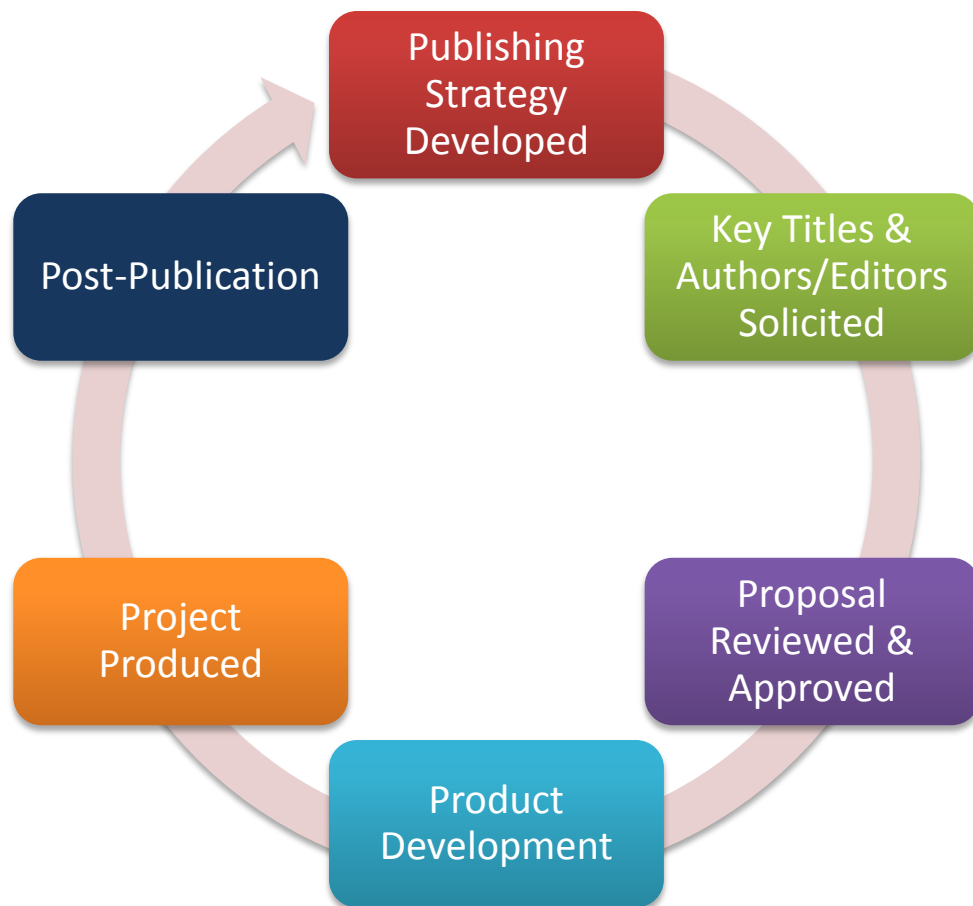 Publishing
Strategy
Developed
Key Titles &
Authors/Editors
Solicited
Proposal
Reviewed &
Approved
Product
Development
Project
Produced
Post-Publication